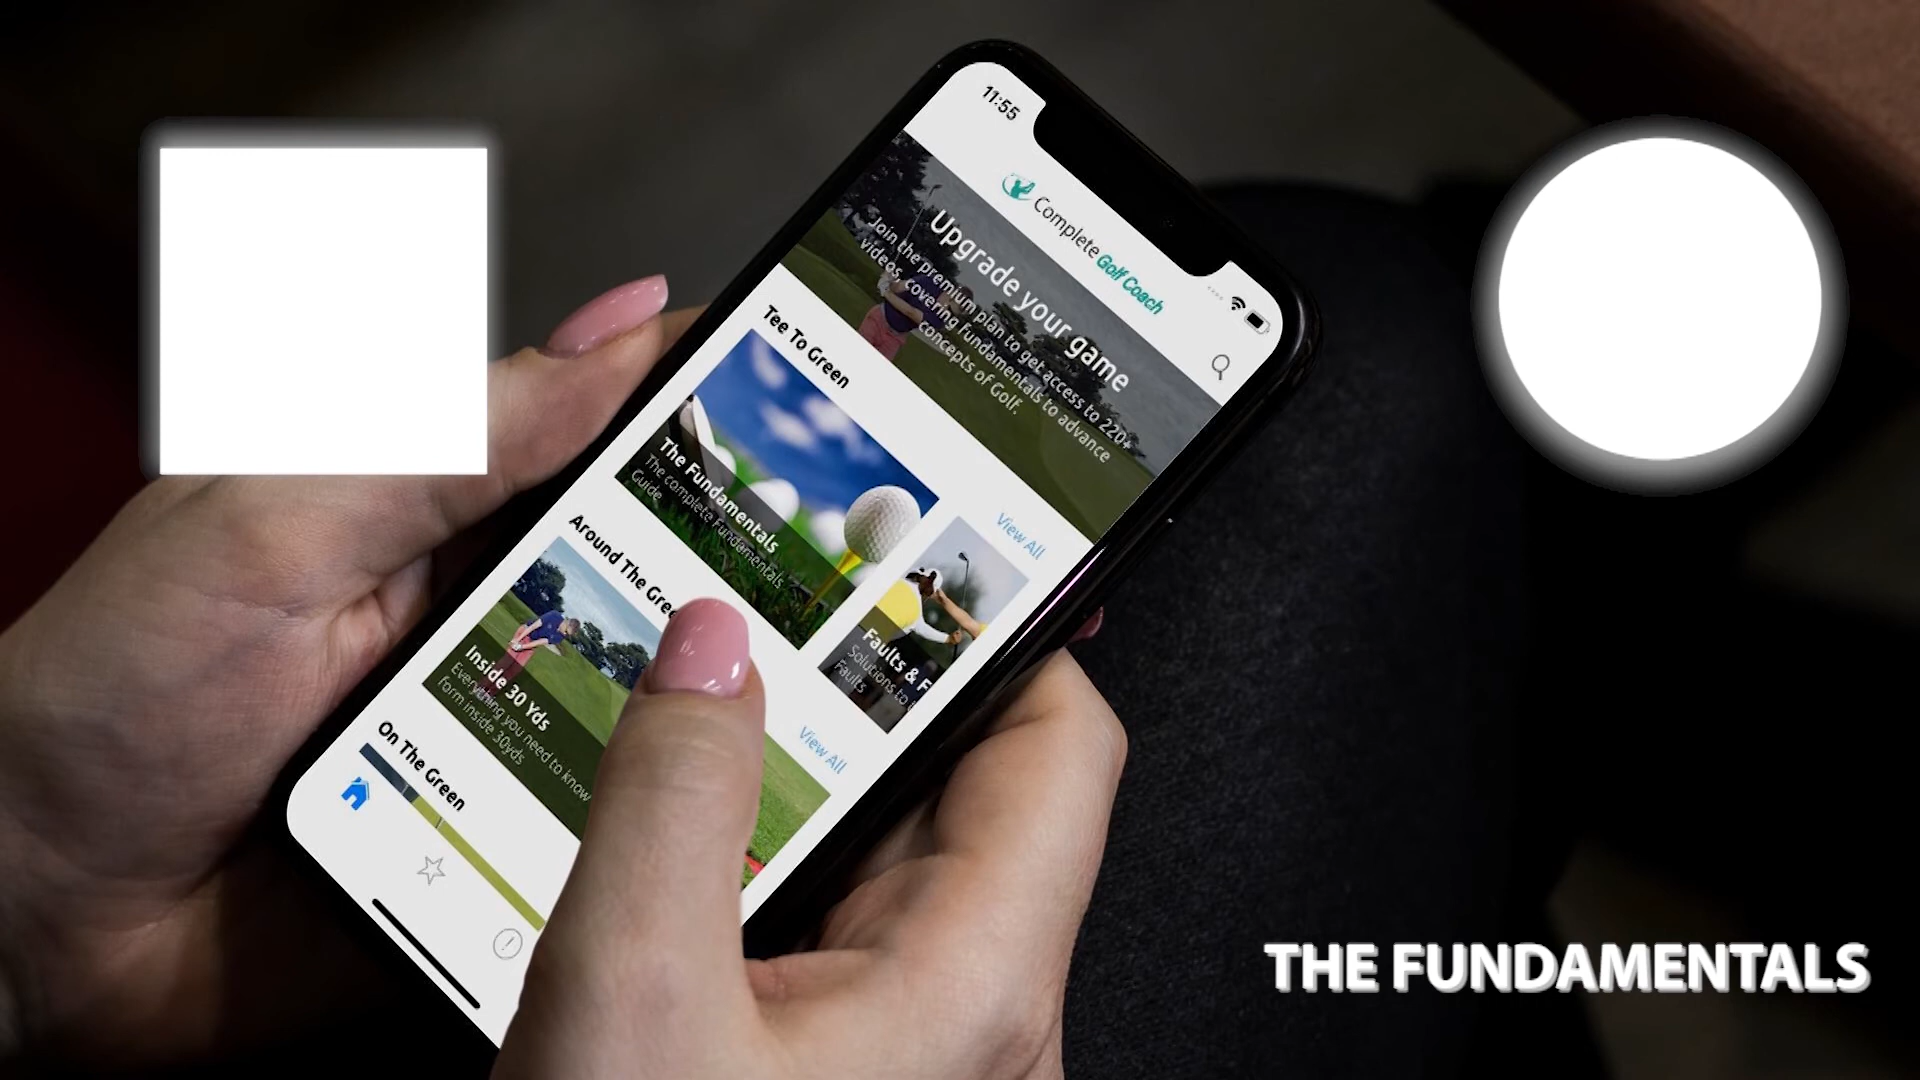 11:55
Complete Golf Coach
Upgrade your game
Join the premium plan to get access to 220+
videos, covering fundamentals to advance
concepts of Golf.
Tee To Green
View All
The Fundamentals
The complete Fundamentals
Guide
Faults & F
Solutions to
Faults
Around The Gree
View All
Inside 30 Yds
Everything you need to know
form inside 30yds
On The Green
THE FUNDAMENTALS